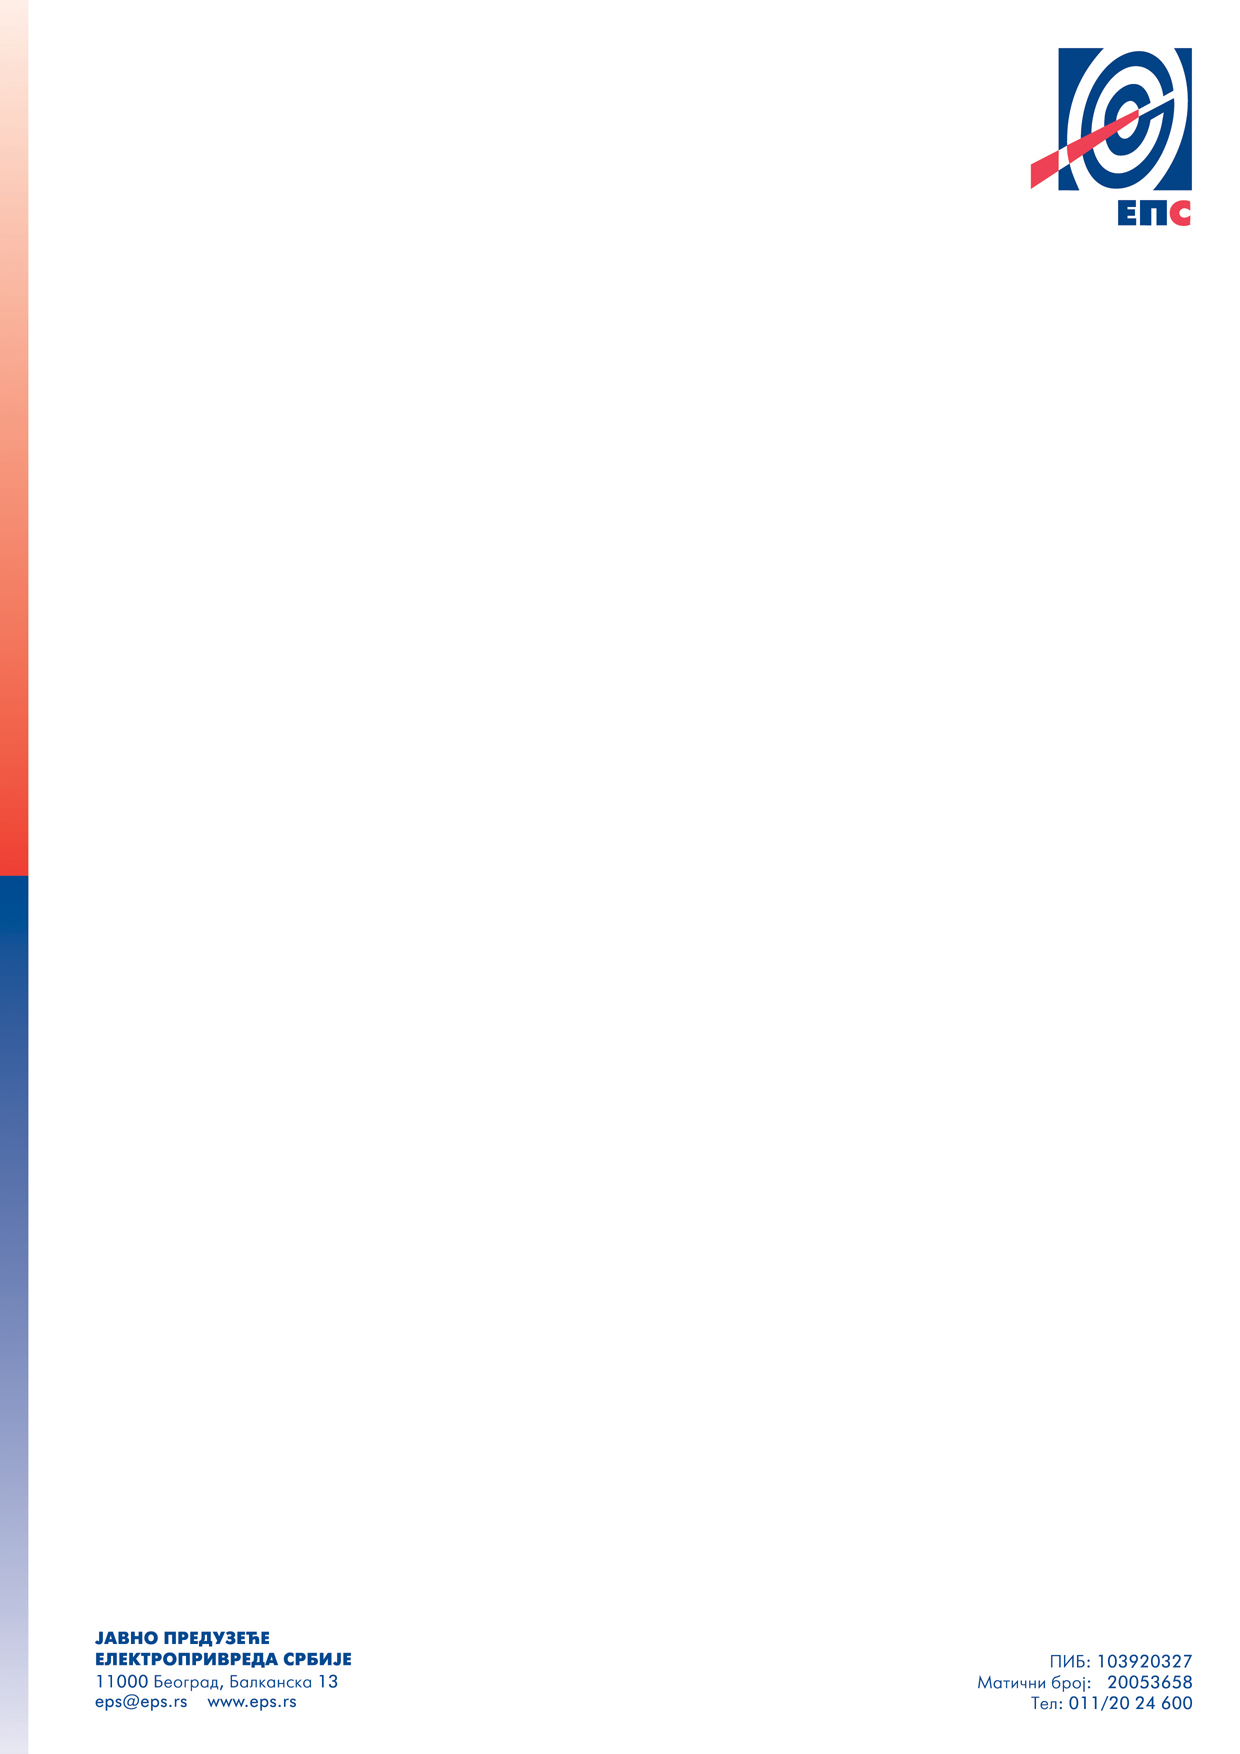 ЕПС
ЈАВНО ПРЕДУЗЕЋЕ
ЕЛЕКТРОПРИВРЕДА СРБИЈЕ
11000 Београд, Балканска 13
eps@eps.rs www.eps.rs
ПИБ: 103920327
Матични број: 20053658
Тел: 011/20 24 600